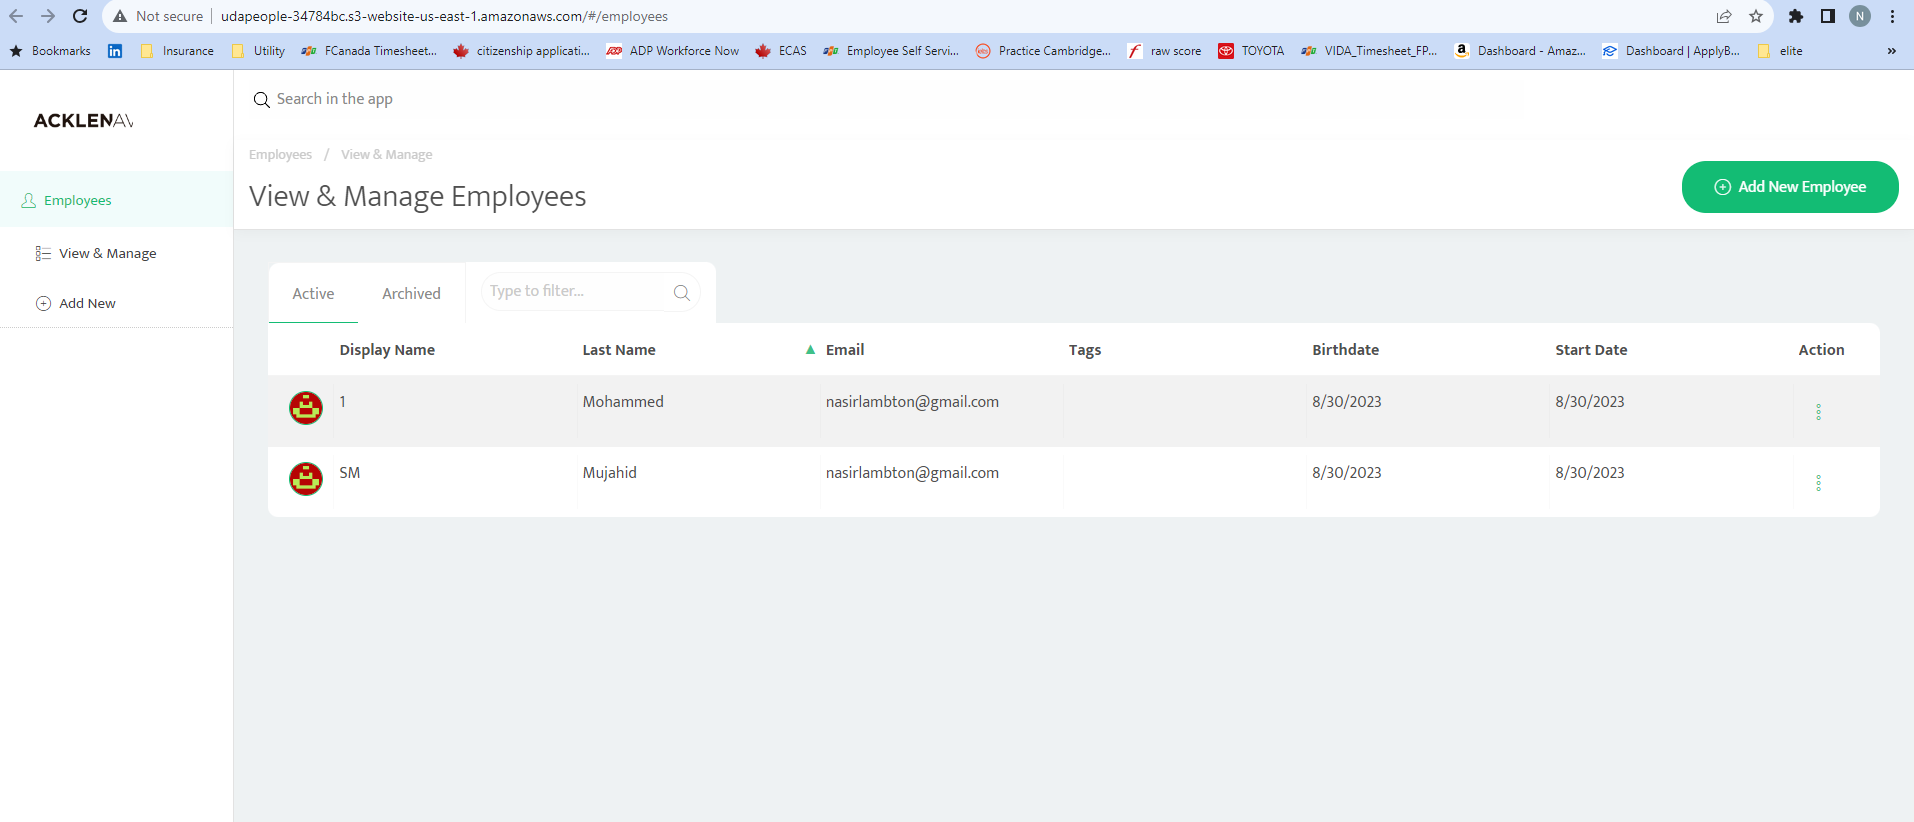 Not secure | udapeople-34784bc.s3-website-us-east-1.amazonaws.com/#/employees N
Bookmarks in Insurance Utility FCanada Timesheet... citizenship applicati... ADP Workforce Now ECAS Employee Self Servi... Practice Cambridge... raw score TOYOTA VIDA_Timesheet_FP... Dashboard - Amaz... Dashboard | ApplyB... elite »
Search in the app
ACKLENAV
Employees / View & Manage
View & Manage Employees
Add New Employee
Employees
View & Manage
Add New
Active Archived Type to filter...
Display Name Last Name Email Tags Birthdate Start Date Action
1 Mohammed nasirlambton@gmail.com 8/30/2023 8/30/2023
SM Mujahid nasirlambton@gmail.com 8/30/2023 8/30/2023